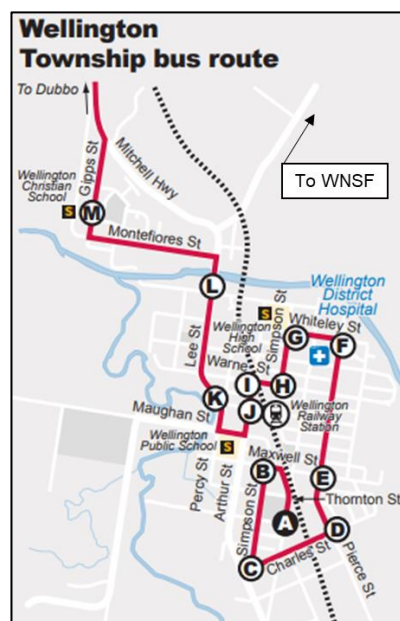 Wellington
Township bus route
To Dubbo
To WNSF
Gipps St
Mitchell Hwy
Wellington
Christian
School
S
M
Montefiores St
L
Wellington
District
Hospital
S
Simpson St
Whiteley St
Wellington
High
School
G
F
Lee St
Warne St
I
H
K
J
Wellington
Railway
Station
Maughan St
Wellington
Public School
S
Maxwell St
B
E
Percy St
Arthur St
Simpson St
Thornton St
A
D
C
Charles St
Pierce St